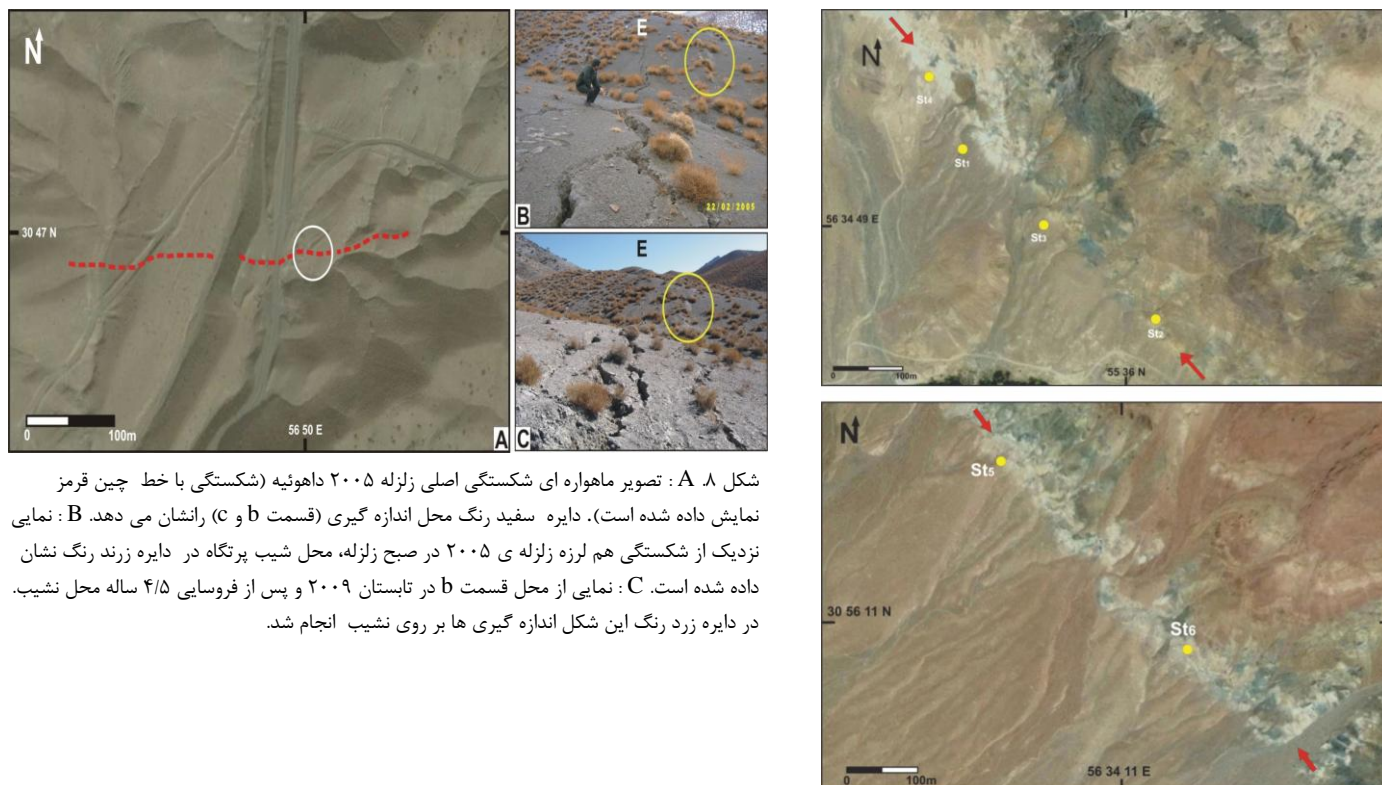 N
30 47 N
0
100m
56 50 E
A
E
22/02/2005
B
E
C
شکل ۸. A : تصویر ماهواره ای شکستگی اصلی زلزله ۲۰۰۵ داهوئیه (شکستگی با خط چین قرمز
نمایش داده شده است). دایره سفید رنگ محل اندازه گیری (قسمت b و c) رانشان می دهد. B : نمایی
نزدیک از شکستگی هم لرزه زلزله ی ۲۰۰۵ در صبح زلزله، محل شیب پرتگاه در دایره زرند رنگ نشان
داده شده است. C : نمایی از محل قسمت b در تابستان ۲۰۰۹ و پس از فروسایی ۴/۵ ساله محل نشیب.
در دایره زرد رنگ این شکل اندازه گیری ها بر روی نشیب انجام شد.
N
St4
St1
56 34 49 E
St3
St2
0
100m
55 36 N
N
St5
30 56 11 N
St6
0
100m
56 34 11 E